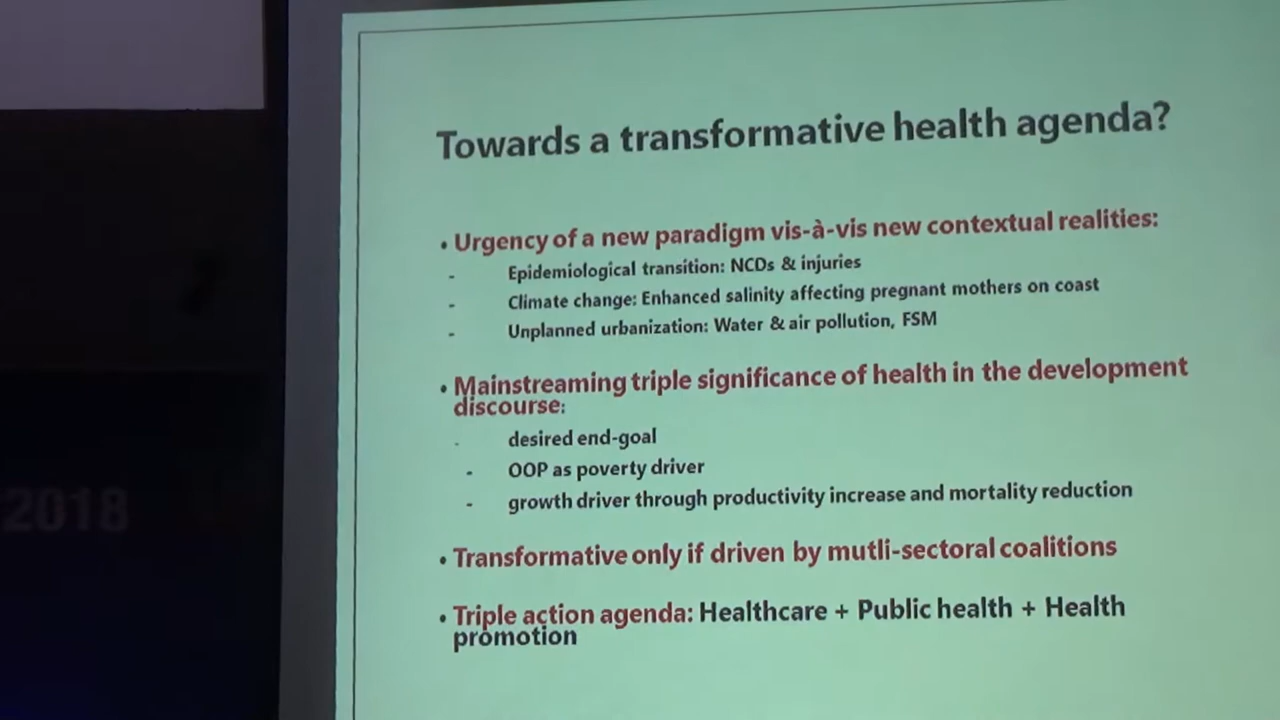 Towards a transformative health agenda?
• Urgency of a new paradigm vis-à-vis new contextual realities:
- Epidemiological transition: NCDs & injuries
- Climate change: Enhanced salinity affecting pregnant mothers on coast
- Unplanned urbanization: Water & air pollution, FSM
• Mainstreaming triple significance of health in the development
discourse:
- desired end-goal
- OOP as poverty driver
- growth driver through productivity increase and mortality reduction
• Transformative only if driven by mutli-sectoral coalitions
• Triple action agenda: Healthcare + Public health + Health
promotion
2018